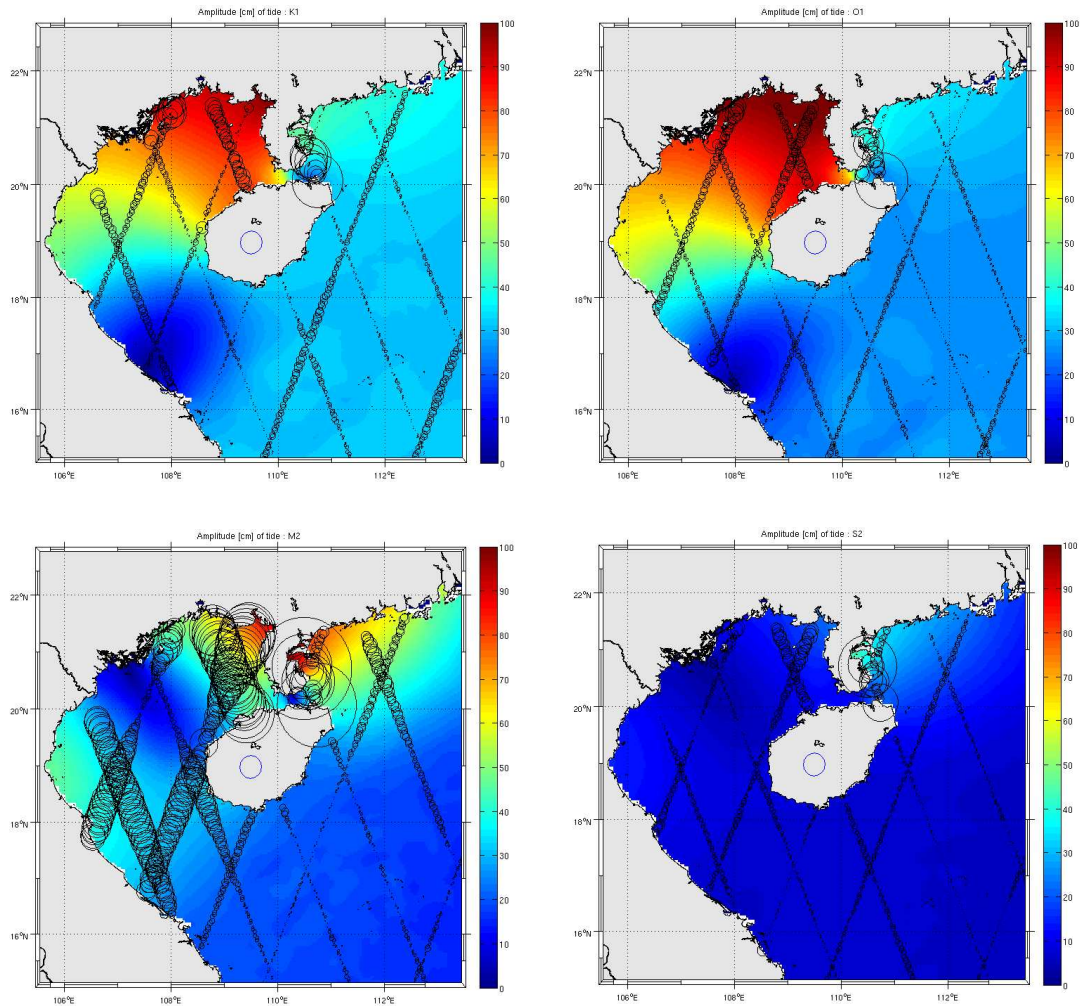 Amplitude [cm] of tide : K1
22°N
20°N
18°N
16°N
106°E
108°E
110°E
112°E
100
90
80
70
60
50
40
30
20
10
0
Amplitude [cm] of tide : O1
22°N
20°N
18°N
16°N
106°E
108°E
110°E
112°E
100
90
80
70
60
50
40
30
20
10
0
Amplitude [cm] of tide : M2
22°N
20°N
18°N
16°N
106°E
108°E
110°E
112°E
100
90
80
70
60
50
40
30
20
10
0
Amplitude [cm] of tide : S2
22°N
20°N
18°N
16°N
106°E
108°E
110°E
112°E
100
90
80
70
60
50
40
30
20
10
0